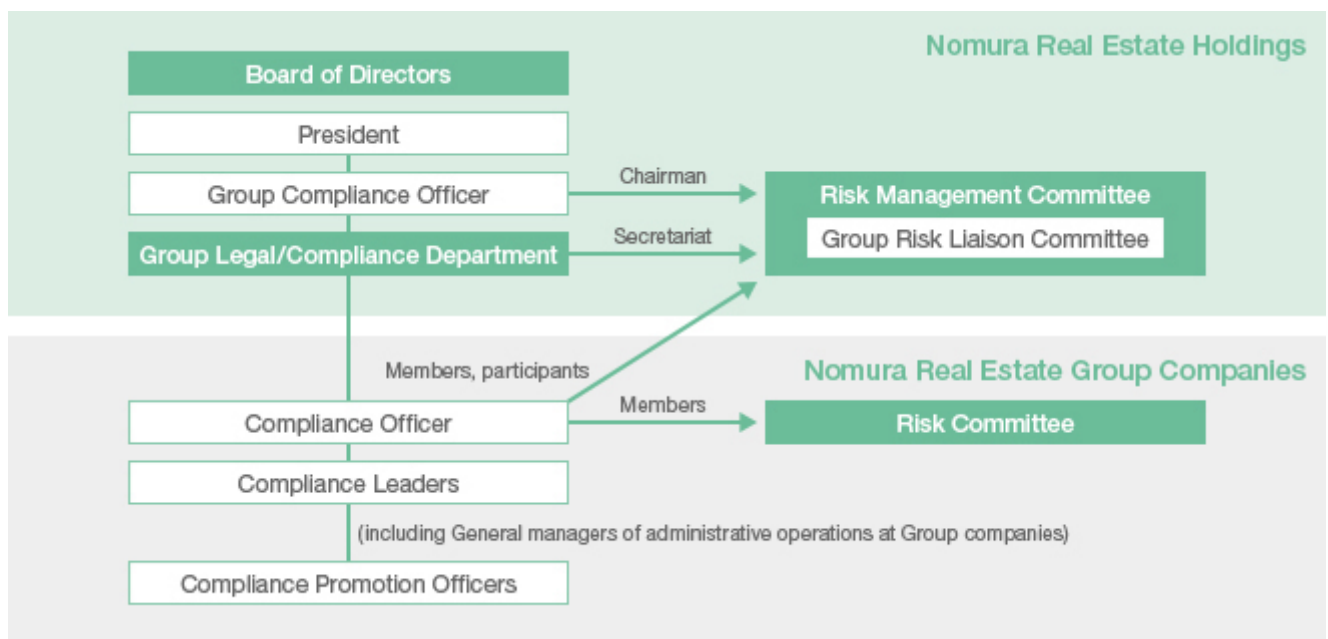 Nomura Real Estate Holdings
Board of Directors
President
Group Compliance Officer
Chairman
Risk Management Committee
Group Risk Liaison Committee
Group Legal/Compliance Department
Secretariat
Members, participants
Nomura Real Estate Group Companies
Compliance Officer
Members
Risk Committee
Compliance Leaders
(including General managers of administrative operations at Group companies)
Compliance Promotion Officers